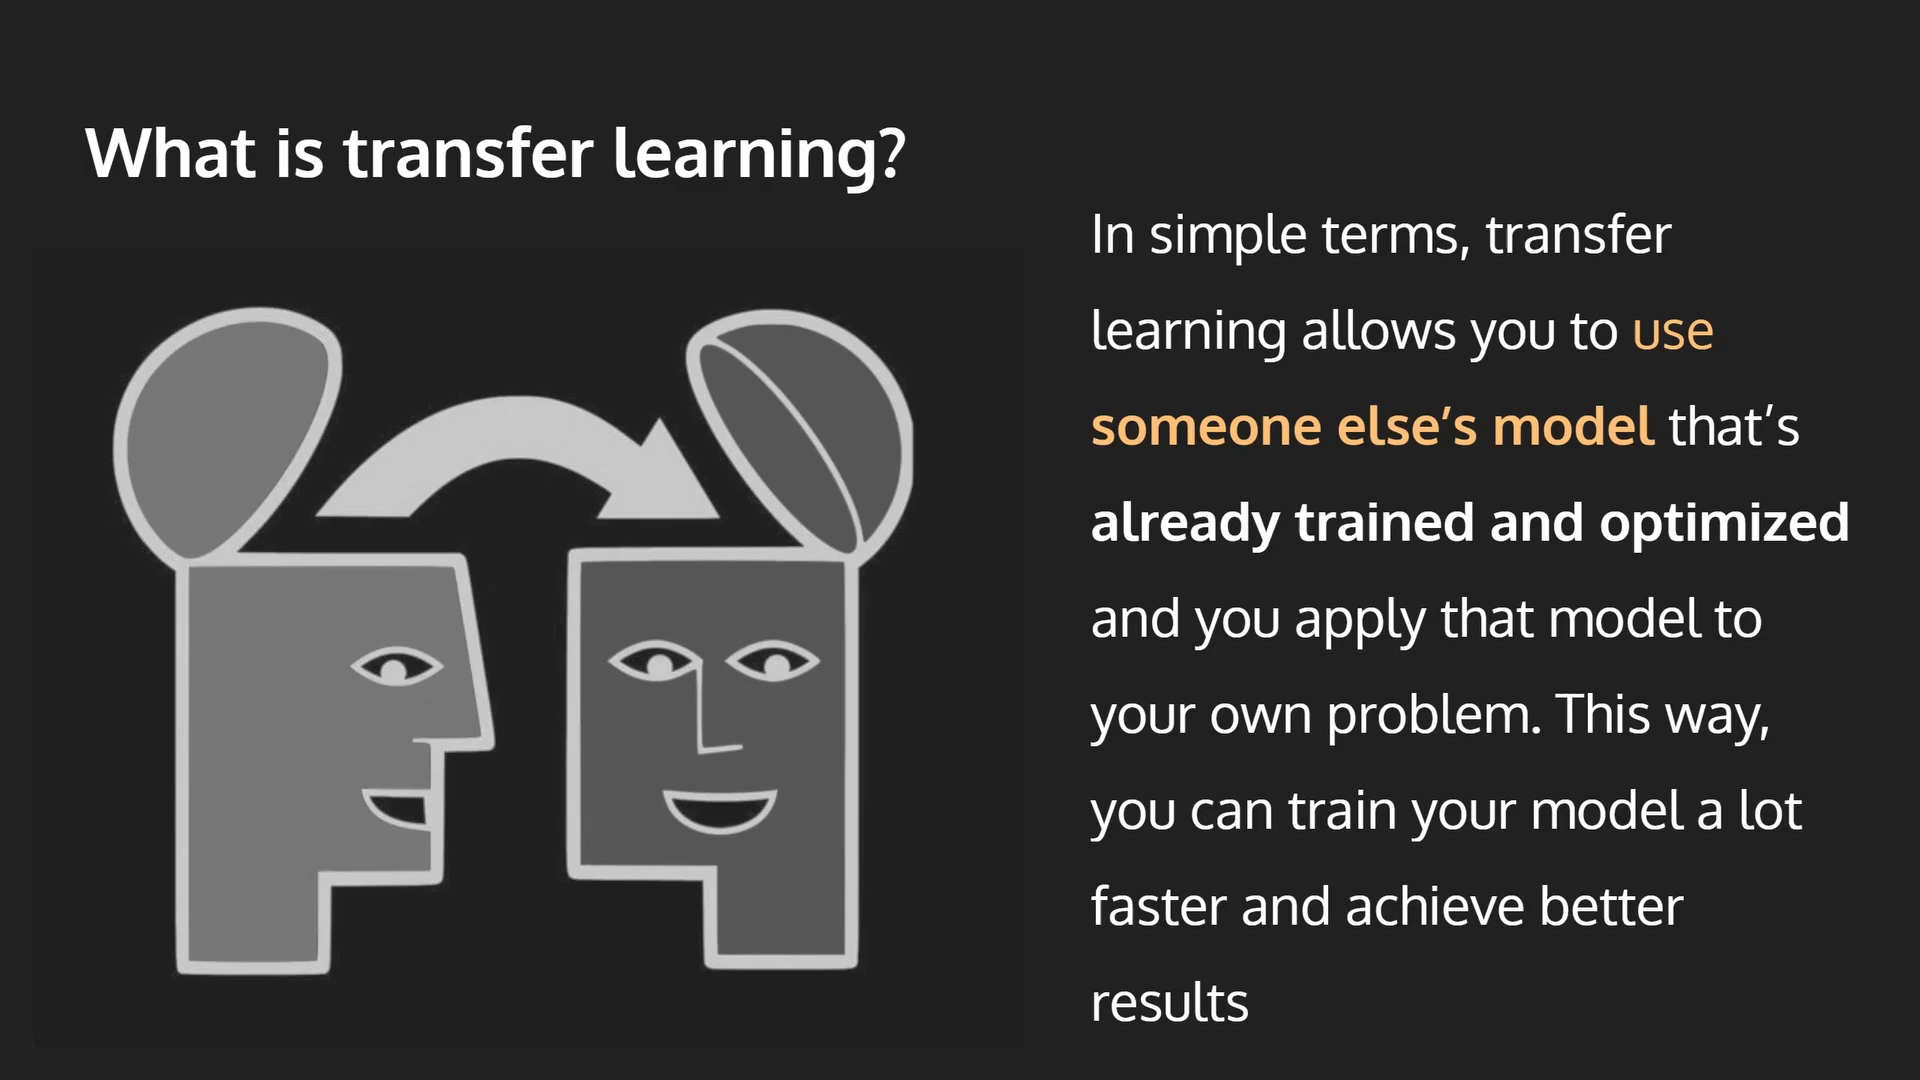 What is transfer learning?
In simple terms, transfer
learning allows you to use
someone else’s model that’s
already trained and optimized
and you apply that model to
your own problem. This way,
you can train your model a lot
faster and achieve better
results